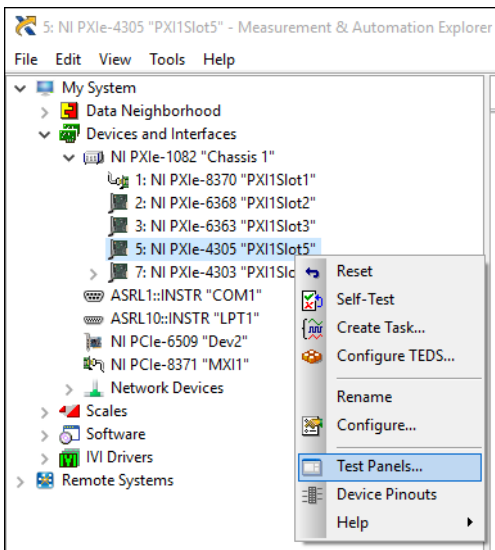 5: NI PXIe-4305 "PXI1Slot5" - Measurement & Automation Explorer
File Edit View Tools Help
My System
Data Neighborhood
Devices and Interfaces
NI PXIe-1082 "Chassis 1"
1: NI PXIe-8370 "PXI1Slot1"
2: NI PXIe-6368 "PXI1Slot2"
3: NI PXIe-6363 "PXI1Slot3"
5: NI PXIe-4305 "PXI1Slot5"
7: NI PXIe-4303 "PXI1Slo
ASRL1::INSTR "COM1"
ASRL10::INSTR "LPT1"
NI PCIe-6509 "Dev2"
NI PCIe-8371 "MXI1"
Network Devices
Scales
Software
IVI Drivers
Remote Systems
Reset
Self-Test
Create Task...
Configure TEDS...
Rename
Configure...
Test Panels...
Device Pinouts
Help